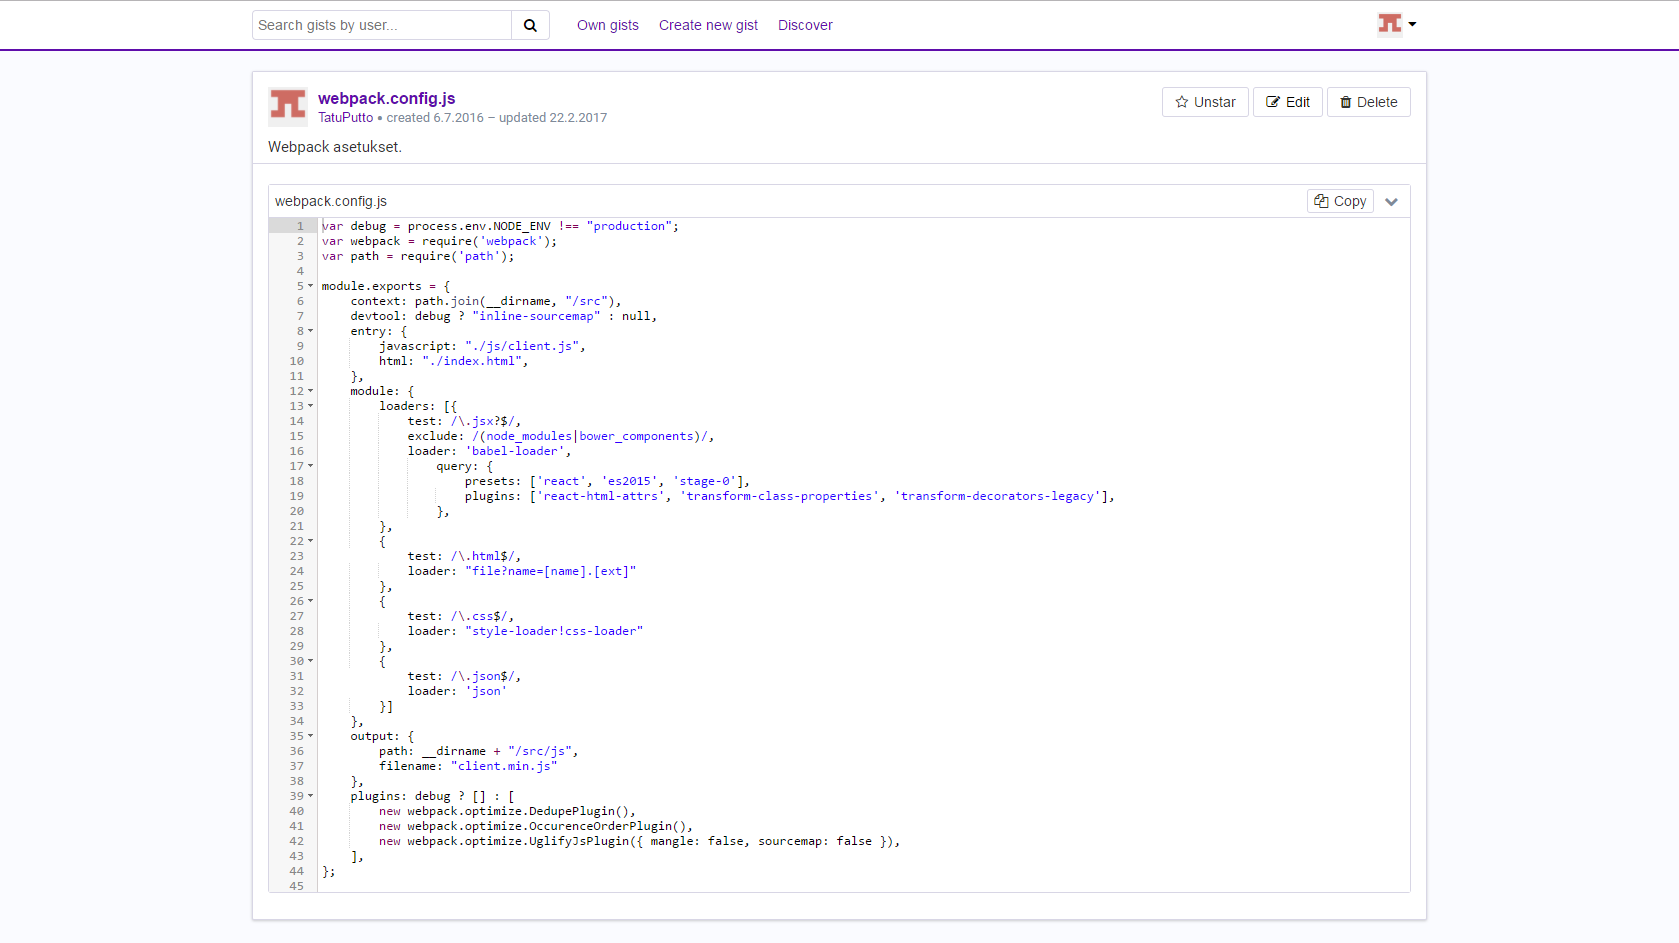 Search gists by user...
Own gists
Create new gist
Discover
webpack.config.js
TatuPutto • created 6.7.2016 – updated 22.2.2017
Unstar
Edit
Delete
Webpack asetukset.
webpack.config.js
Copy
1 var debug = process.env.NODE_ENV !== "production";
2 var webpack = require('webpack');
3 var path = require('path');
4
5 module.exports = {
6     context: path.join(__dirname, "/src"),
7     devtool: debug ? "inline-sourcemap" : null,
8     entry: {
9         javascript: "./js/client.js",
10         html: "./index.html",
11     },
12     module: {
13         loaders: [{
14             test: /\.jsx?$/,
15             exclude: /(node_modules|bower_components)/,
16             loader: 'babel-loader',
17                 query: {
18                     presets: ['react', 'es2015', 'stage-0'],
19                     plugins: ['react-html-attrs', 'transform-class-properties', 'transform-decorators-legacy'],
20                 },
21         },
22         {
23             test: /\.html$/,
24             loader: "file?name=[name].[ext]"
25         },
26         {
27             test: /\.css$/,
28             loader: "style-loader!css-loader"
29         },
30         {
31             test: /\.json$/,
32             loader: 'json'
33         }]
34     },
35     output: {
36         path: __dirname + "/src/js",
37         filename: "client.min.js"
38     },
39     plugins: debug ? [] : [
40         new webpack.optimize.DedupePlugin(),
41         new webpack.optimize.OccurenceOrderPlugin(),
42         new webpack.optimize.UglifyJsPlugin({ mangle: false, sourcemap: false }),
43     ],
44 };
45